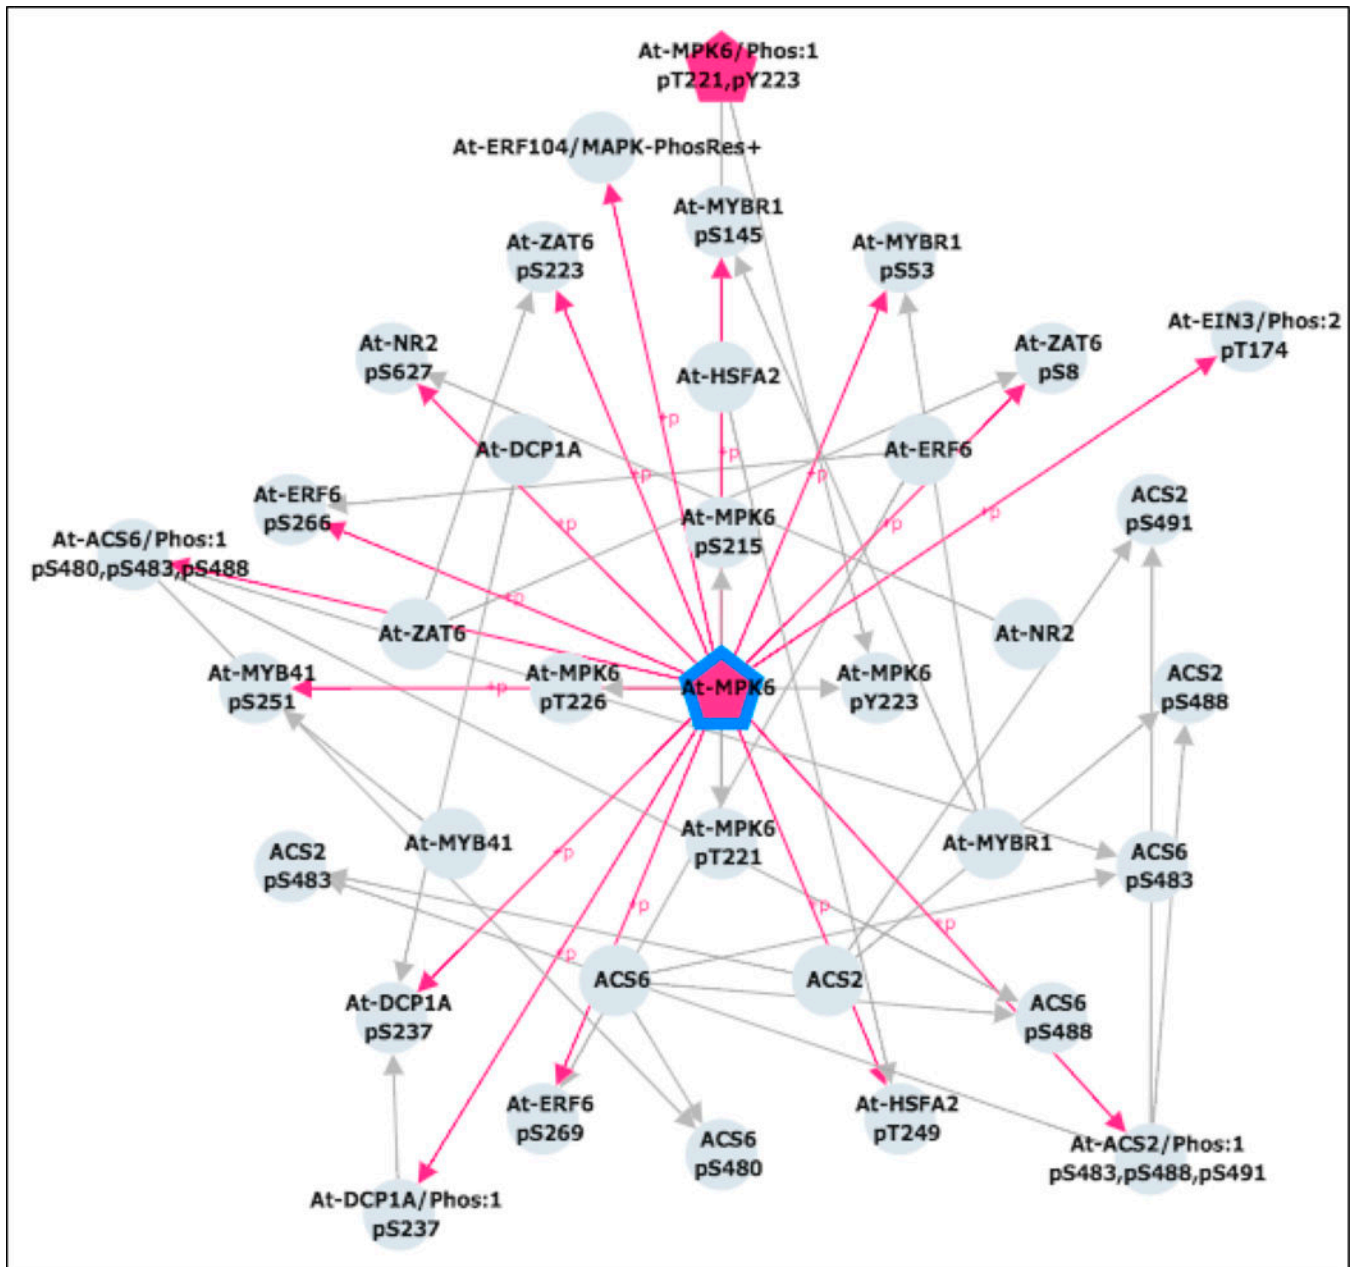 At-MPK6/Phos:1
pT221,pY223
At-ERF104/MAPK-PhosRes+
At-MYBR1
pS145
At-ZAT6
pS223
At-MYBR1
pS53
At-EIN3/Phos:2
pT174
At-NR2
pS627
At-ZAT6
pS8
At-HSFA2
+p
At-DCP1A
At-ERF6
+p
+p
+p
At-ERF6
pS266
ACS2
pS491
+p
+p
+p
At-MPK6
pS215
At-ACS6/Phos:1
pS480,pS483,pS488
+p
At-ZAT6
At-NR2
At-MYB41
pS251
+p
At-MPK6
pT226
At-MPK6
At-MPK6
pY223
ACS2
pS488
At-MPK6
pT221
At-MYB41
At-MYBR1
ACS2
pS483
ACS6
pS483
+p
+p
+p
+p
+p
ACS6
ACS2
At-DCP1A
pS237
ACS6
pS488
At-ERF6
pS269
At-HSFA2
pT249
ACS6
pS480
At-ACS2/Phos:1
pS483,pS488,pS491
At-DCP1A/Phos:1
pS237